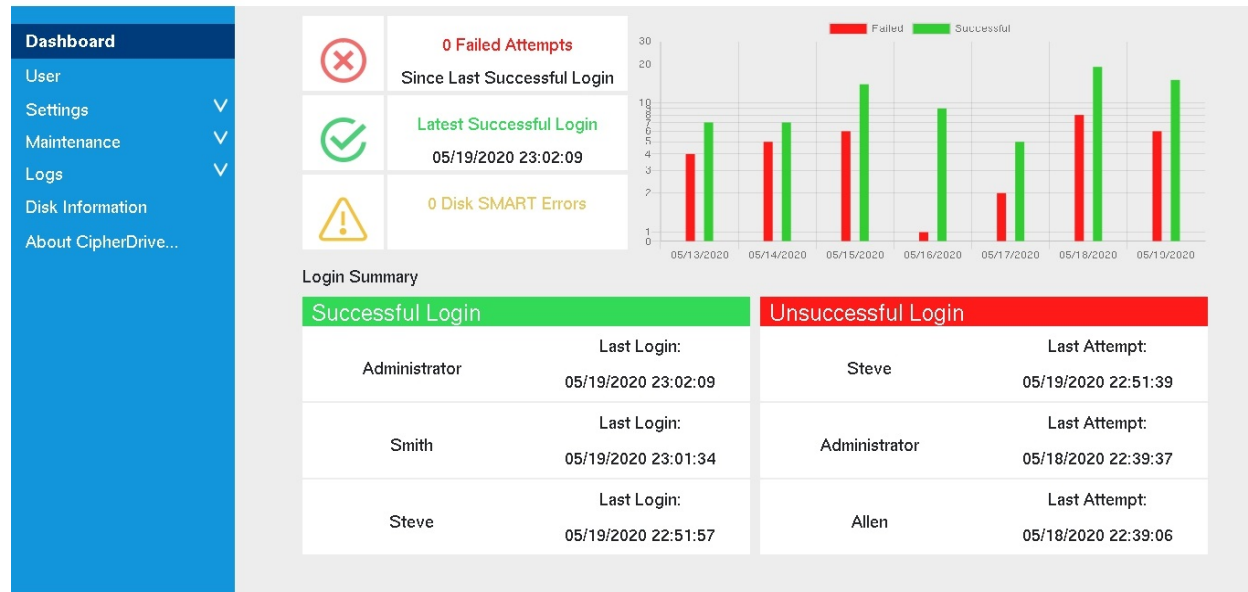 Dashboard
User
Settings
Maintenance
Logs
Disk Information
About CipherDrive...
0 Failed Attempts
Since Last Successful Login
Latest Successful Login
05/19/2020 23:02:09
0 Disk SMART Errors
Failed Successful
30
20
10
9
8
7
6
5
4
3
2
1
0
05/13/2020 05/14/2020 05/15/2020 05/16/2020 05/17/2020 05/18/2020 05/19/2020
Login Summary
Successful Login
Administrator
Last Login:
05/19/2020 23:02:09
Smith
Last Login:
05/19/2020 23:01:34
Steve
Last Login:
05/19/2020 22:51:57
Unsuccessful Login
Steve
Last Attempt:
05/19/2020 22:51:39
Administrator
Last Attempt:
05/18/2020 22:39:37
Allen
Last Attempt:
05/18/2020 22:39:06